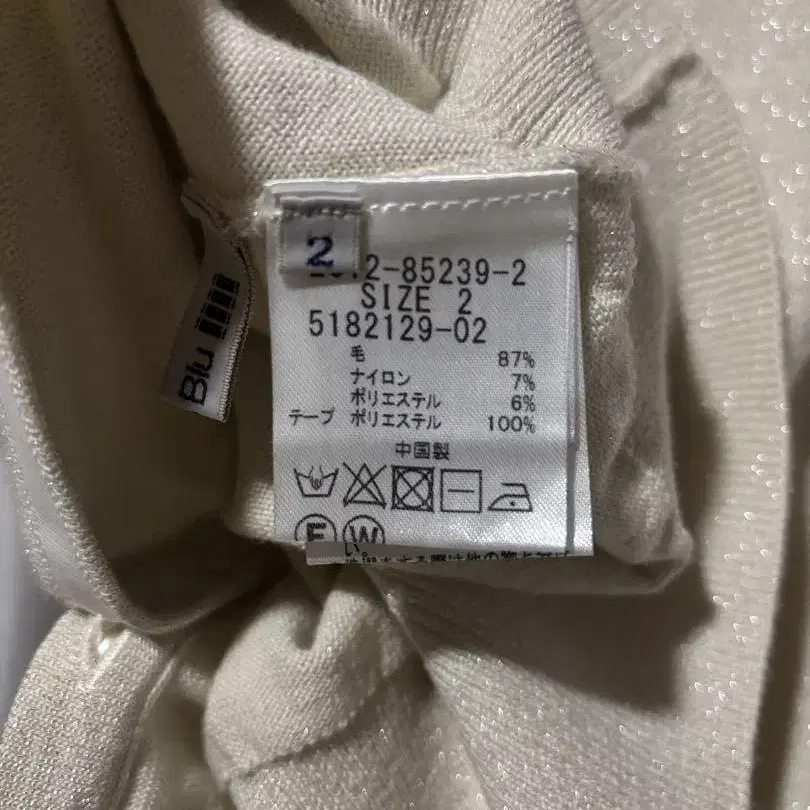 2
-85239-2
SIZE 2
5182129-02
毛 87%
ナイロン 7%
ポリエステル 6%
テープ ポリエステル 100%
中国製
F W
い。
Blu